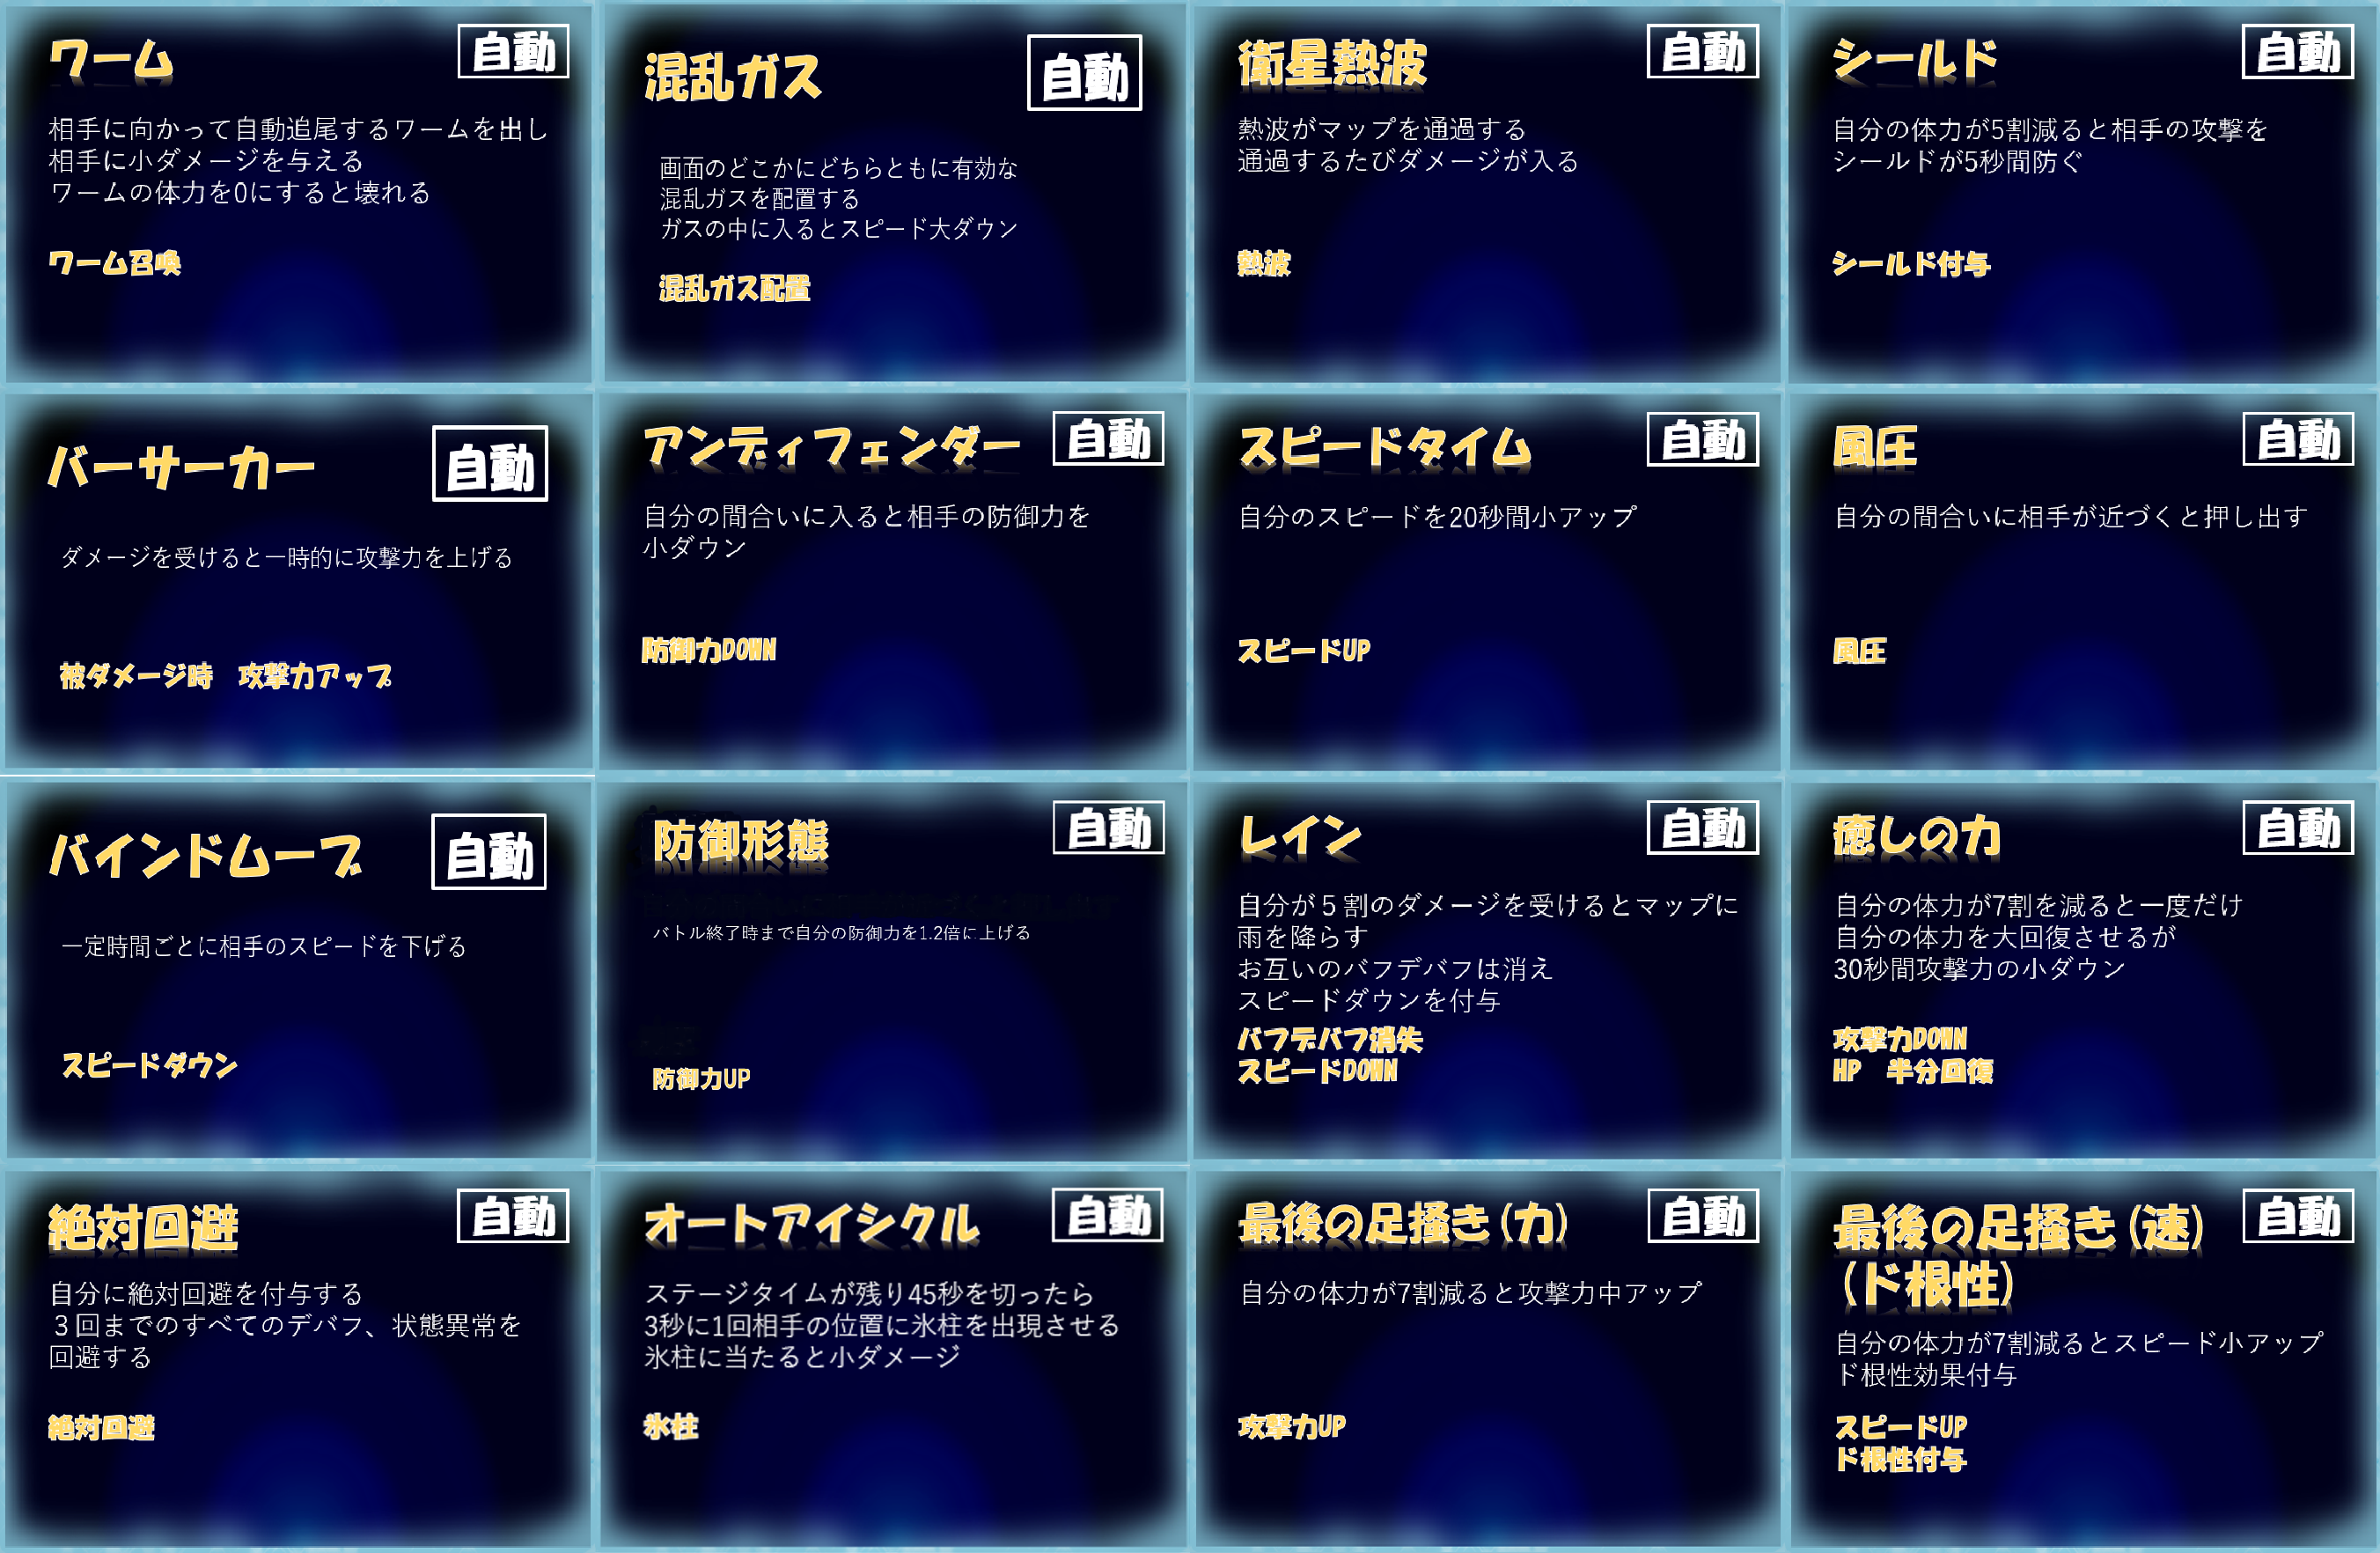 ワーム
自動
相手に向かって自動追尾するワームを出し
相手に小ダメージを与える
ワームの体力を0にすると壊れる
ワーム召喚
混乱ガス
自動
画面のどこかにどちらともに有効な
混乱ガスを配置する
ガスの中に入るとスピード大ダウン
混乱ガス配置
衛星熱波
自動
熱波がマップを通過する
通過するたびダメージが入る
熱波
シールド
自動
自分の体力が5割減ると相手の攻撃を
シールドが5秒間防ぐ
シールド付与
バーサーカー
自動
ダメージを受けると一時的に攻撃力を上げる
被ダメージ時　攻撃力アップ
アンティフェンダー
自動
自分の間合いに入ると相手の防御力を
小ダウン
防御力DOWN
スピードタイム
自動
自分のスピードを20秒間小アップ
スピードUP
風圧
自動
自分の間合いに相手が近づくと押し出す
風圧
バインドムーブ
自動
一定時間ごとに相手のスピードを下げる
スピードダウン
防御形態
自動
バトル終了時まで自分の防御力を1.2倍に上げる
防御力UP
レイン
自動
自分が５割のダメージを受けるとマップに
雨を降らす
お互いのバフデバフは消え
スピードダウンを付与
バフデバフ消失
スピードDOWN
癒しの力
自動
自分の体力が7割を減ると一度だけ
自分の体力を大回復させるが
30秒間攻撃力の小ダウン
攻撃力DOWN
HP　半分回復
絶対回避
自動
自分に絶対回避を付与する
３回までのすべてのデバフ、状態異常を
回避する
絶対回避
オートアイシクル
自動
ステージタイムが残り45秒を切ったら
3秒に1回相手の位置に氷柱を出現させる
氷柱に当たると小ダメージ
氷柱
最後の足掻き(力)
自動
自分の体力が7割減ると攻撃力中アップ
攻撃力UP
最後の足掻き(速)
(ド根性)
自動
自分の体力が7割減るとスピード小アップ
ド根性効果付与
スピードUP
ド根性付与